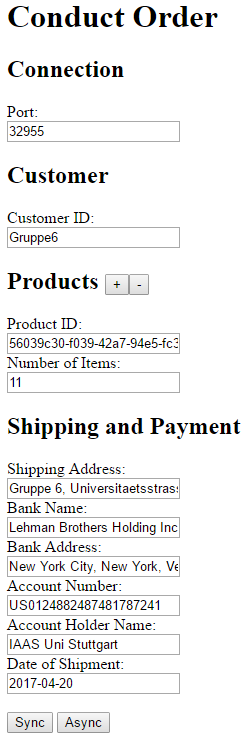 Conduct Order
Connection
Port:
32955
Customer
Customer ID:
Gruppe6
Products + -
Product ID:
56039c30-f039-42a7-94e5-fc3
Number of Items:
11
Shipping and Payment
Shipping Address:
Gruppe 6, Universitaetsstras
Bank Name:
Lehman Brothers Holding Inc
Bank Address:
New York City, New York, Ve
Account Number:
US0124882487481787241
Account Holder Name:
IAAS Uni Stuttgart
Date of Shipment:
2017-04-20
Sync Async